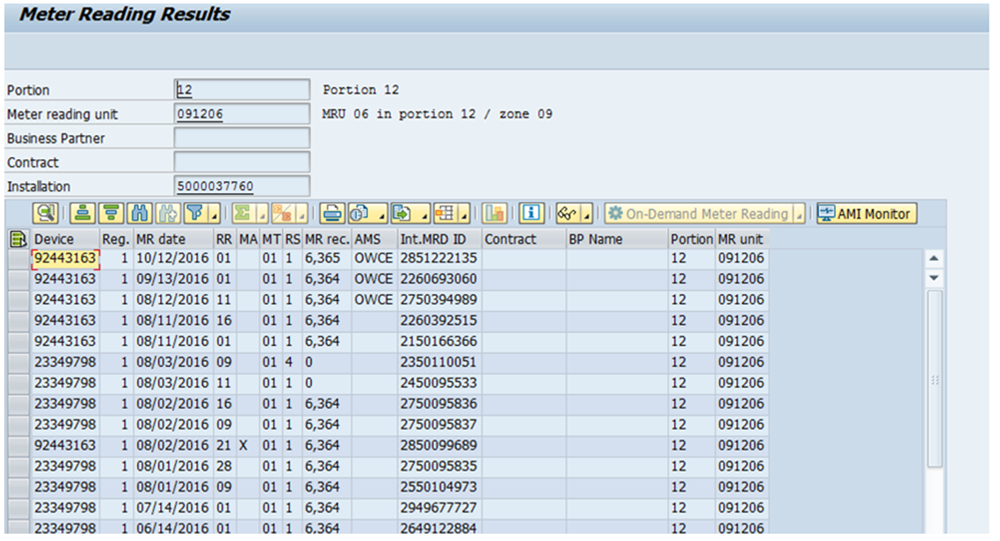 Meter Reading Results
Portion 12 Portion 12
Meter reading unit 091206 MRU 06 in portion 12 / zone 09
Business Partner
Contract
Installation 5000037760
On-Demand Meter Reading AMI Monitor
Device Reg. MR date RR MA MT RS MR rec. AMS Int.MRD ID Contract BP Name Portion MR unit
92443163 1 10/12/2016 01 01 1 6,365 OWCE 2851222135 12 091206
92443163 1 09/13/2016 01 01 1 6,364 OWCE 2260693060 12 091206
92443163 1 08/12/2016 11 01 1 6,364 OWCE 2750394989 12 091206
92443163 1 08/11/2016 16 01 1 6,364 2260392515 12 091206
92443163 1 08/11/2016 01 01 1 6,364 2150166366 12 091206
23349798 1 08/03/2016 09 01 4 0 2350110051 12 091206
23349798 1 08/03/2016 11 01 1 0 2450095533 12 091206
23349798 1 08/02/2016 16 01 1 6,364 2750095836 12 091206
23349798 1 08/02/2016 09 01 1 6,364 2750095837 12 091206
92443163 1 08/02/2016 21 X 01 1 6,364 2850099689 12 091206
23349798 1 08/01/2016 28 01 1 6,364 2750095835 12 091206
23349798 1 08/01/2016 09 01 1 6,364 2550104973 12 091206
23349798 1 07/14/2016 01 01 1 6,364 2949677727 12 091206
23349798 1 06/14/2016 01 01 1 6,364 2649122884 12 091206